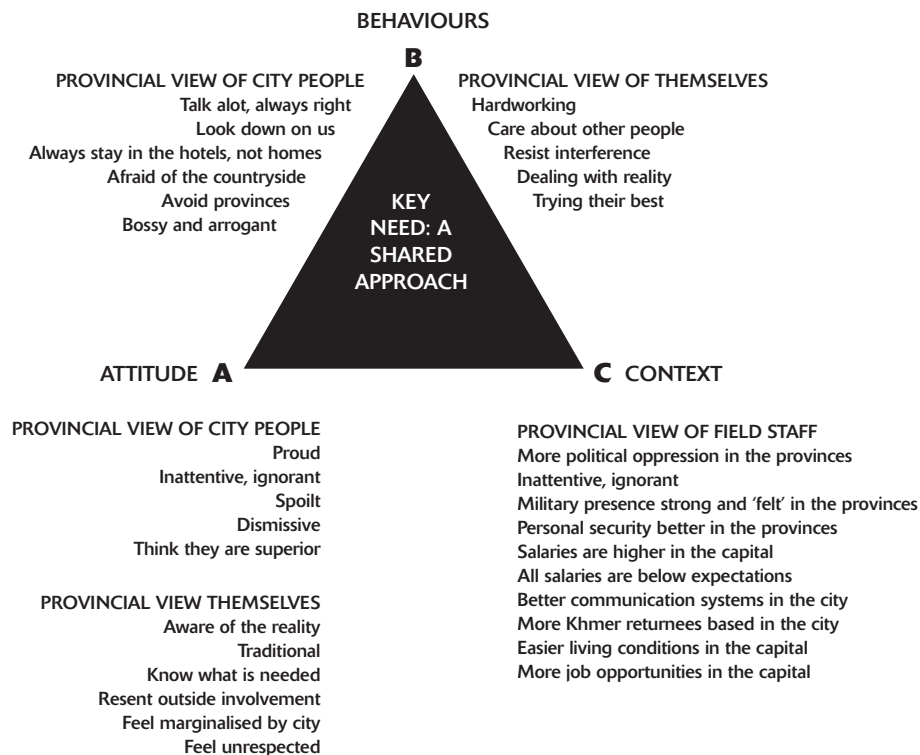 BEHAVIOURS
B
PROVINCIAL VIEW OF CITY PEOPLE
Talk alot, always right
Look down on us
Always stay in the hotels, not homes
Afraid of the countryside
Avoid provinces
Bossy and arrogant
PROVINCIAL VIEW OF THEMSELVES
Hardworking
Care about other people
Resist interference
Dealing with reality
Trying their best
KEY
NEED: A
SHARED
APPROACH
ATTITUDE A
C CONTEXT
PROVINCIAL VIEW OF CITY PEOPLE
Proud
Inattentive, ignorant
Spoilt
Dismissive
Think they are superior
PROVINCIAL VIEW THEMSELVES
Aware of the reality
Traditional
Know what is needed
Resent outside involvement
Feel marginalised by city
Feel unrespected
PROVINCIAL VIEW OF FIELD STAFF
More political oppression in the provinces
Inattentive, ignorant
Military presence strong and ‘felt’ in the provinces
Personal security better in the provinces
Salaries are higher in the capital
All salaries are below expectations
Better communication systems in the city
More Khmer returnees based in the city
Easier living conditions in the capital
More job opportunities in the capital